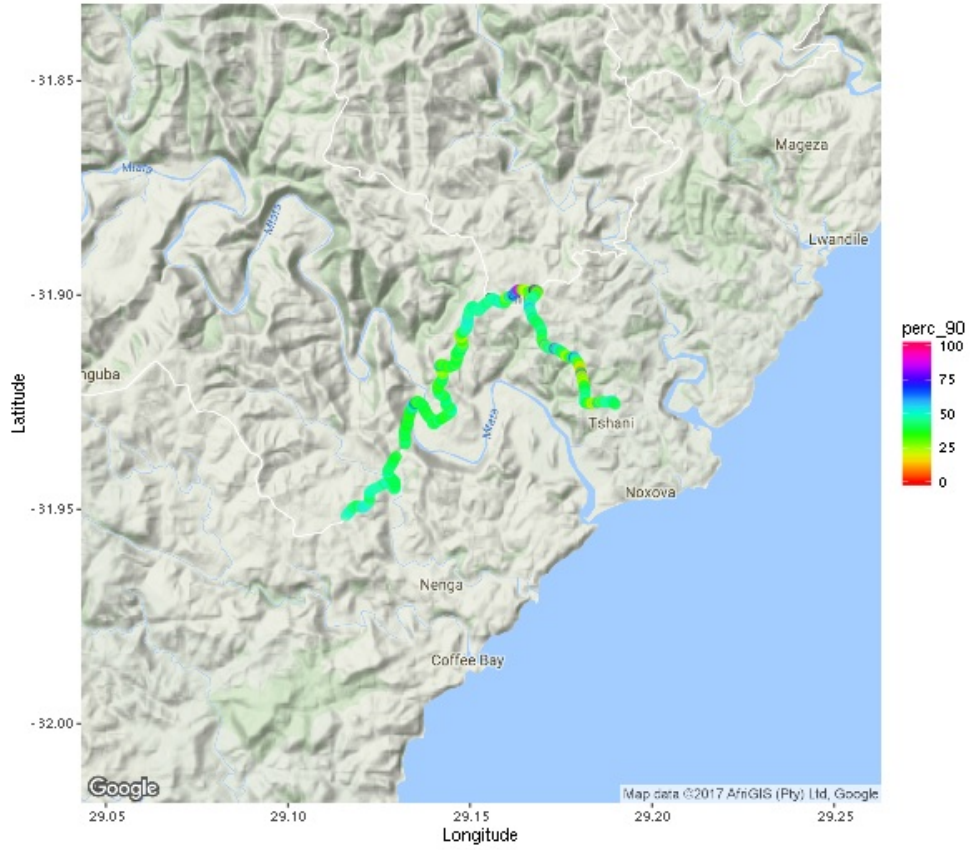 -31.85
Mageza
Mtata
Mtata
Lwandile
-31.90
perc_90
100
nguba
75
Latitude
50
Mtata
Tshani
25
Noxova
0
-31.95
Nenga
Coffee Bay
-32.00
Google
Map data ©2017 AfriGIS (Pty) Ltd, Google
29.05
29.10
29.15
29.20
29.25
Longitude